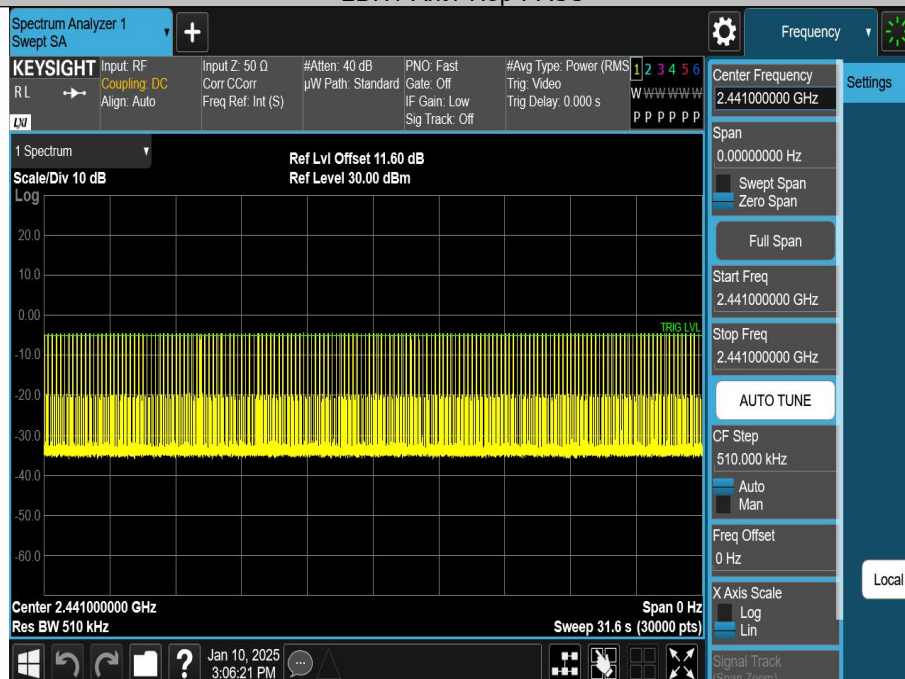 Spectrum Analyzer 1
Swept SA
Frequency
KEYSIGHT
RL
LXI
Input: RF
Coupling: DC
Align: Auto
Input Z: 50 Ω
Corr CCorr
Freq Ref: Int (S)
#Atten: 40 dB
µW Path: Standard
PNO: Fast
Gate: Off
IF Gain: Low
Sig Track: Off
#Avg Type: Power (RMS
Trig: Video
Trig Delay: 0.000 s
1 2 3 4 5 6
W W W W W W
P P P P P P
Center Frequency
2.441000000 GHz
Settings
Span
0.00000000 Hz
Swept Span
Zero Span
Full Span
Start Freq
2.441000000 GHz
Stop Freq
2.441000000 GHz
AUTO TUNE
CF Step
510.000 kHz
Auto
Man
Freq Offset
0 Hz
Local
X Axis Scale
Log
Lin
Signal Track
(Span Zoom)
1 Spectrum
Scale/Div 10 dB
Ref Lvl Offset 11.60 dB
Ref Level 30.00 dBm
Log
20.0
10.0
0.00
TRIG LVL
-10.0
-20.0
-30.0
-40.0
-50.0
-60.0
Center 2.441000000 GHz
Span 0 Hz
Res BW 510 kHz
Sweep 31.6 s (30000 pts)
?
Jan 10, 2025
3:06:21 PM